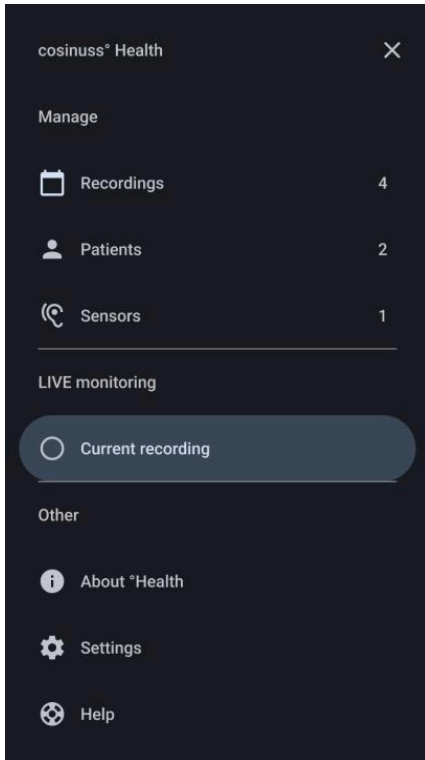 cosinuss° Health
Manage
Recordings 4
Patients 2
Sensors 1
LIVE monitoring
Current recording
Other
About °Health
Settings
Help